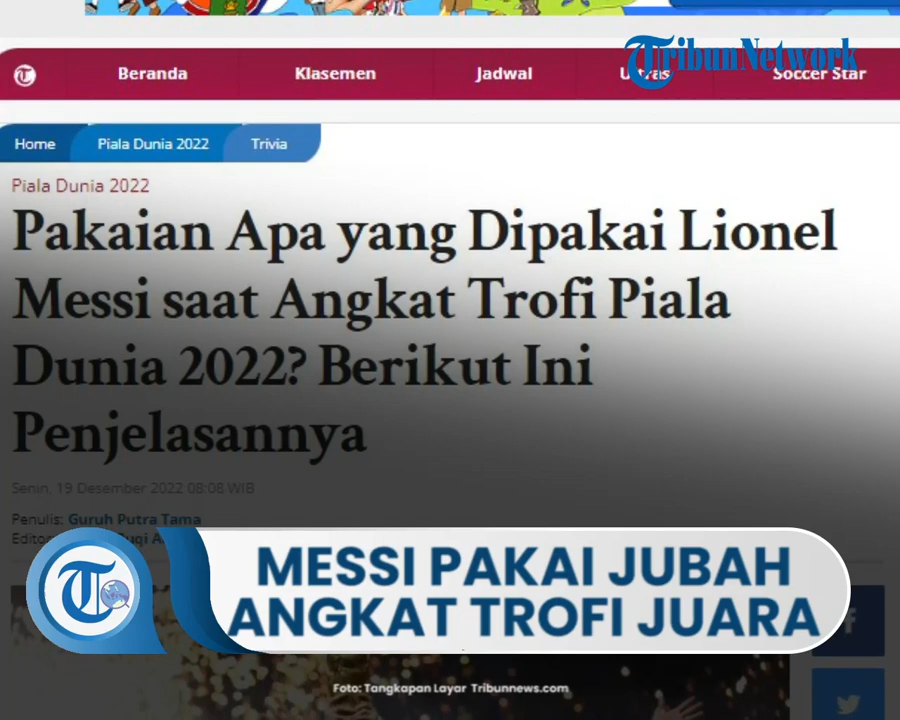 TribunNetwork
Beranda Klasemen Jadwal Soccer Star
Home Piala Dunia 2022 Trivia
Piala Dunia 2022
Pakaian Apa yang Dipakai Lionel
Messi saat Angkat Trofi Piala
Dunia 2022? Berikut Ini
Penjelasannya
Senin, 19 Desember 2022 08:08 WIB
Penulis: Guruh Putra Tama
MESSI PAKAI JUBAH
ANGKAT TROFI JUARA
Foto: Tangkapan Layar Tribunnews.com